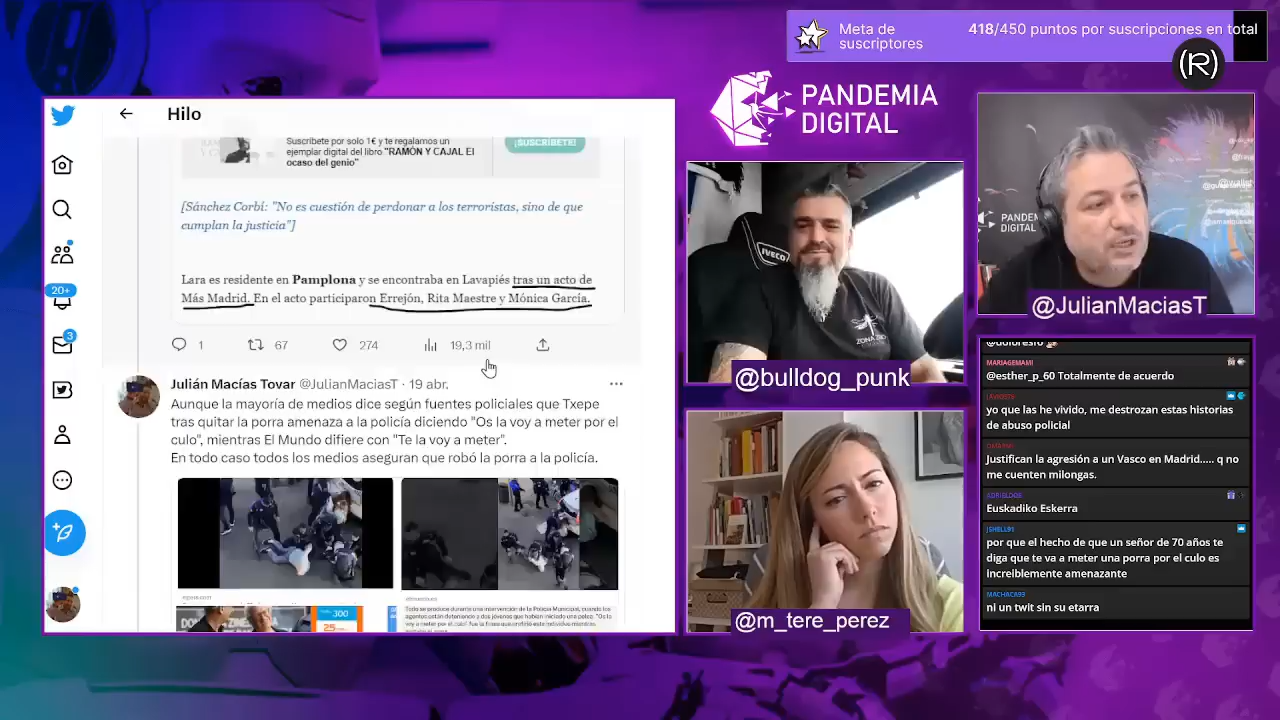 Meta de
suscriptores
418/450 puntos por suscripciones en total
(R)
PANDEMIA
DIGITAL
Hilo
Suscríbete por solo 1€ y te regalamos un
ejemplar digital del libro "RAMÓN Y CAJAL El
ocaso del genio"
¡SUSCRÍBETE!
[Sánchez Corbí: "No es cuestión de perdonar a los terroristas, sino de que
cumplan la justicia"]
Lara es residente en Pamplona y se encontraba en Lavapiés tras un acto de
Más Madrid. En el acto participaron Errejón, Rita Maestre y Mónica García.
1
67
274
19,3 mil
20+
3
Julián Macías Tovar @JulianMaciasT · 19 abr.
Aunque la mayoría de medios dice según fuentes policiales que Txepe
tras quitar la porra amenaza a la policía diciendo "Os la voy a meter por el
culo", mientras El Mundo difiere con "Te la voy a meter".
En todo caso todos os medios aseguran que robó la porra a la policía.
300
25
IVECO
ZONA
@bulldog_punk
@m_tere_perez
PANDEM
DIGITAL
@JulianMaciasT
MARIAGEMAMI
@esther_p_60 Totalmente de acuerdo
yo que las he vivido, me destrozan estas historias
de abuso policial
Justifican la agresión a un Vasco en Madrid..... q no
me cuenten milongas.
Euskadiko Eskerra
JSHELL91
por que el hecho de que un señor de 70 años te
diga que te va a meter una porra por el culo es
increiblemente amenazante
MACHACA93
ni un twit sin su etarra